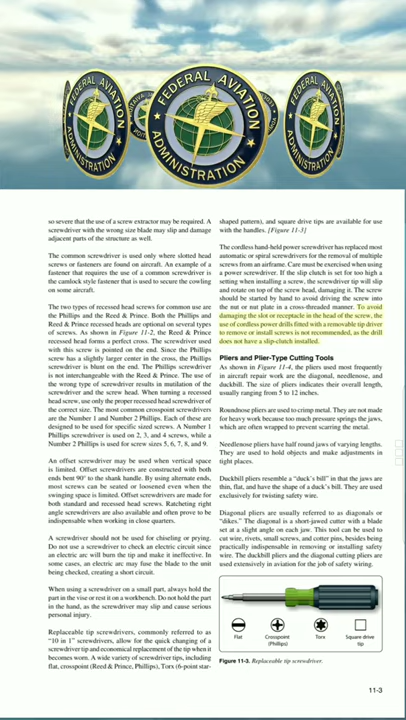 FEDERAL AVIATION
ADMINISTRATION
FEDERAL AVIATION
ADMINISTRATION
FEDERAL AVIATION
ADMINISTRATION
so severe that the use of a screw extractor may be required. A
screwdriver with the wrong size blade may slip and damage
adjacent parts of the structure as well.
The common screwdriver is used only where slotted head
screws or fasteners are found on aircraft. An example of a
fastener that requires the use of a common screwdriver is
the camlock style fastener that is used to secure the cowling
on some aircraft.
The two types of recessed head screws for common use are
the Phillips and the Reed & Prince. Both the Phillips and
Reed & Prince recessed heads are optional on several types
of screws. As shown in Figure 11-2, the Reed & Prince
recessed head forms a perfect cross. The screwdriver used
with this screw is pointed on the end. Since the Phillips
screw has a slightly larger center in the cross, the Phillips
screwdriver is blunt on the end. The Phillips screwdriver
is not interchangeable with the Reed & Prince. The use of
the wrong type of screwdriver results in mutilation of the
screwdriver and the screw head. When turning a recessed
head screw, use only the proper recessed head screwdriver of
the correct size. The most common crosspoint screwdrivers
are the Number 1 and Number 2 Phillips. Each of these are
designed to be used for specific sized screws. A Number 1
Phillips screwdriver is used on 2, 3, and 4 screws, while a
Number 2 Phillips is used for screw sizes 5, 6, 7, 8, and 9.
An offset screwdriver may be used when vertical space
is limited. Offset screwdrivers are constructed with both
ends bent 90° to the shank handle. By using alternate ends,
most screws can be seated or loosened even when the
swinging space is limited. Offset screwdrivers are made for
both standard and recessed head screws. Ratcheting right
angle screwdrivers are also available and often prove to be
indispensable when working in close quarters.
A screwdriver should not be used for chiseling or prying.
Do not use a screwdriver to check an electric circuit since
an electric arc will burn the tip and make it ineffective. In
some cases, an electric arc may fuse the blade to the unit
being checked, creating a short circuit.
When using a screwdriver on a small part, always hold the
part in the vise or rest it on a workbench. Do not hold the part
in the hand, as the screwdriver may slip and cause serious
personal injury.
Replaceable tip screwdrivers, commonly referred to as
“10 in 1” screwdrivers, allow for the quick changing of a
screwdriver tip and economical replacement of the tip when it
becomes worn. A wide variety of screwdriver tips, including
flat, crosspoint (Reed & Prince, Phillips), Torx (6-point star-
shaped pattern), and square drive tips are available for use
with the handles. [Figure 11-3]
The cordless hand-held power screwdriver has replaced most
automatic or spiral screwdrivers for the removal of multiple
screws from an airframe. Care must be exercised when using
a power screwdriver. If the slip clutch is set for too high a
setting when installing a screw, the screwdriver tip will slip
and rotate on top of the screw head, damaging it. The screw
should be started by hand to avoid driving the screw into
the nut or nut plate in a cross-threaded manner. To avoid
damaging the slot or receptacle in the head of the screw, the
use of cordless power drills fitted with a removable tip driver
to remove or install screws is not recommended, as the drill
does not have a slip-clutch installed.
Pliers and Plier-Type Cutting Tools
As shown in Figure 11-4, the pliers used most frequently
in aircraft repair work are the diagonal, needlenose, and
duckbill. The size of pliers indicates their overall length,
usually ranging from 5 to 12 inches.
Roundnose pliers are used to crimp metal. They are not made
for heavy work because too much pressure springs the jaws,
which are often wrapped to prevent scarring the metal.
Needlenose pliers have half round jaws of varying lengths.
They are used to hold objects and make adjustments in
tight places.
Duckbill pliers resemble a “duck’s bill” in that the jaws are
thin, flat, and have the shape of a duck’s bill. They are used
exclusively for twisting safety wire.
Diagonal pliers are usually referred to as diagonals or
“dikes.” The diagonal is a short-jawed cutter with a blade
set at a slight angle on each jaw. This tool can be used to
cut wire, rivets, small screws, and cotter pins, besides being
practically indispensable in removing or installing safety
wire. The duckbill pliers and the diagonal cutting pliers are
used extensively in aviation for the job of safety wiring.
Flat
Crosspoint
(Phillips)
Torx
Square drive
tip
Figure 11-3. Replaceable tip screwdriver.
11-3